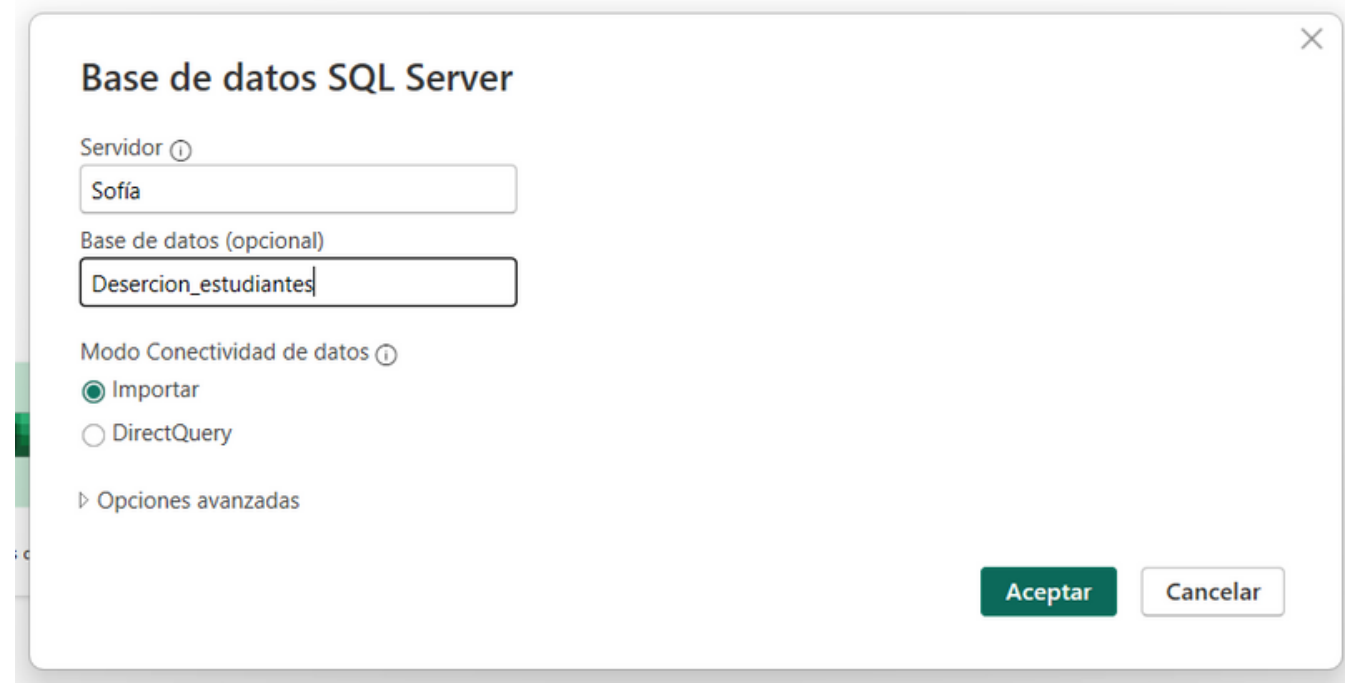 Base de datos SQL Server
Servidor
Sofía
Base de datos (opcional)
Desercion_estudiantes
Modo Conectividad de datos
Importar
DirectQuery
Opciones avanzadas
Aceptar Cancelar